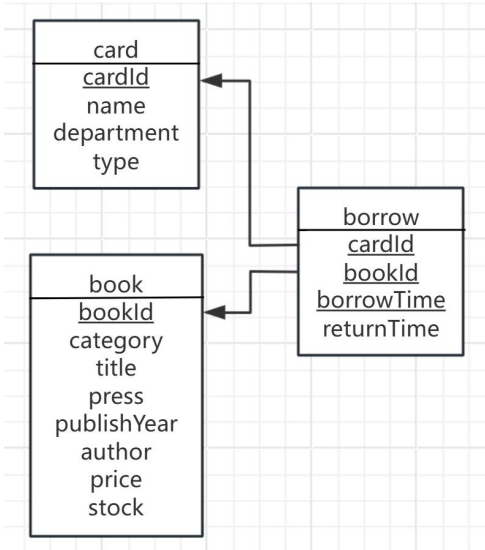 card
cardId
name
department
type
borrow
cardId
bookId
borrowTime
returnTime
book
bookId
category
title
press
publishYear
author
price
stock